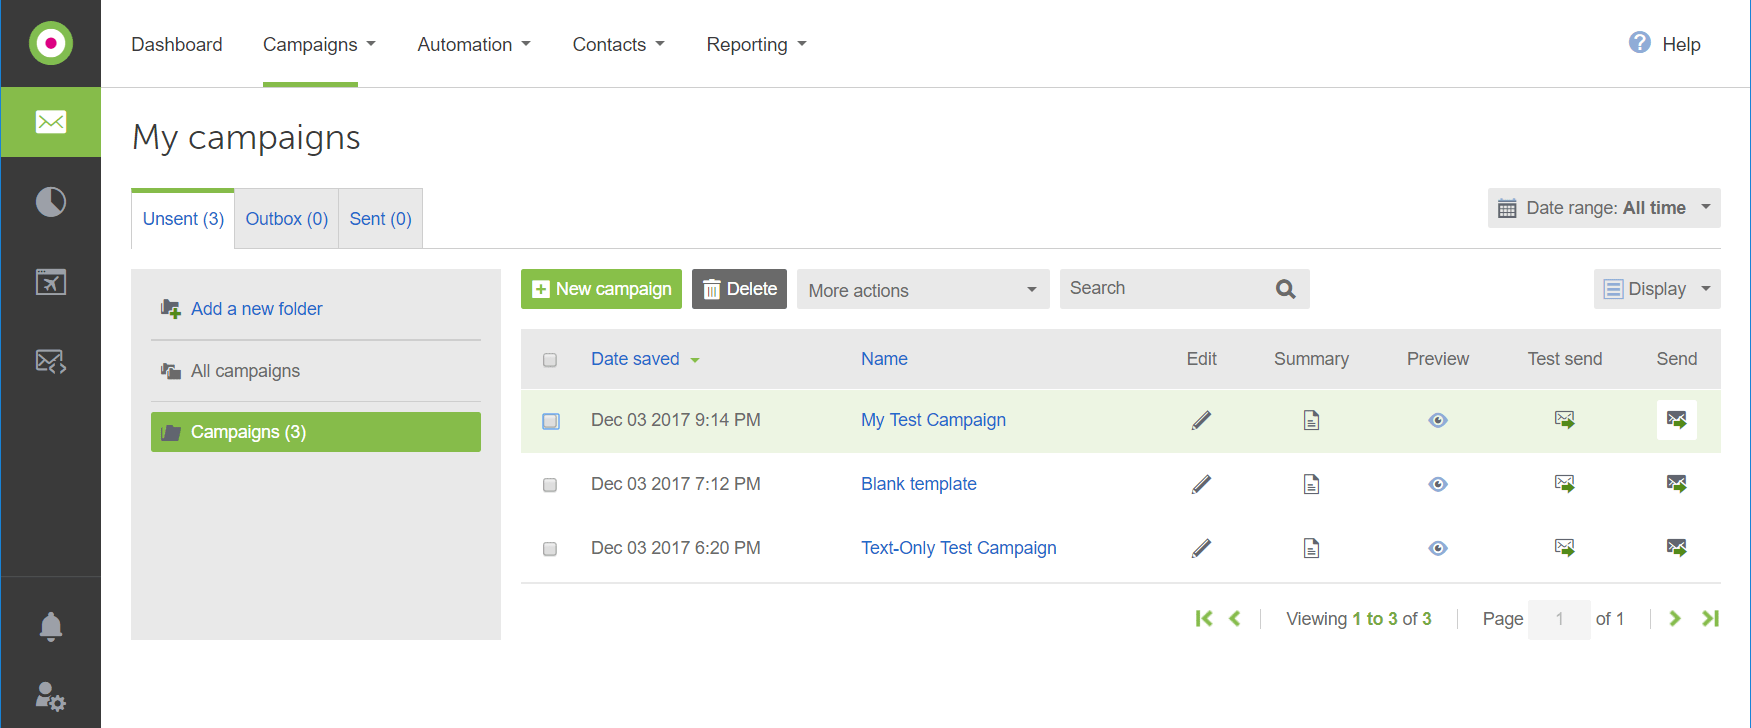 Dashboard Campaigns Automation Contacts Reporting ? Help
My campaigns
Unsent (3) Outbox (0) Sent (0) Date range: All time
Add a new folder
All campaigns
Campaigns (3)
New campaign Delete More actions Search Display
Date saved Name Edit Summary Preview Test send Send
Dec 03 2017 9:14 PM My Test Campaign
Dec 03 2017 7:12 PM Blank template
Dec 03 2017 6:20 PM Text-Only Test Campaign
Viewing 1 to 3 of 3 Page 1 of 1